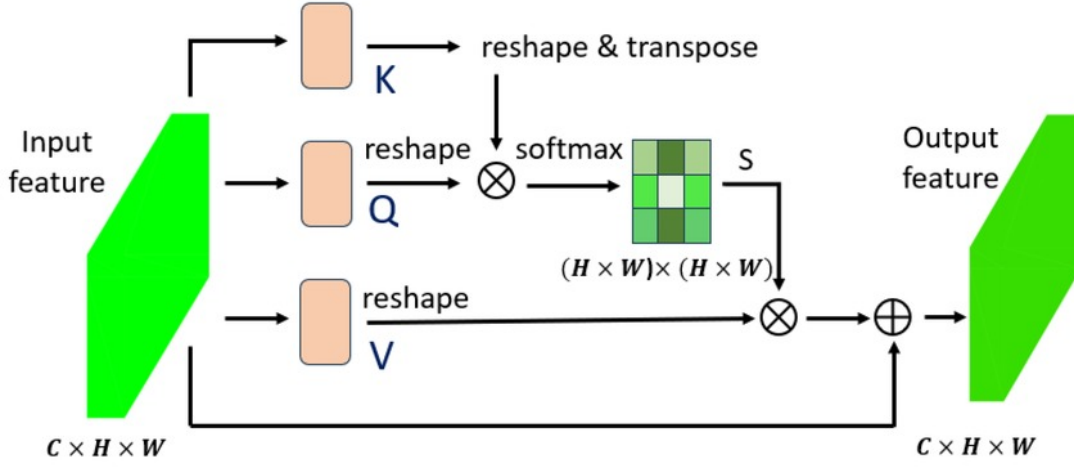 reshape & transpose
K
Input
feature
reshape
softmax
S
Output
feature
Q
(H × W)× (H × W)
reshape
V
C × H × W
C × H × W